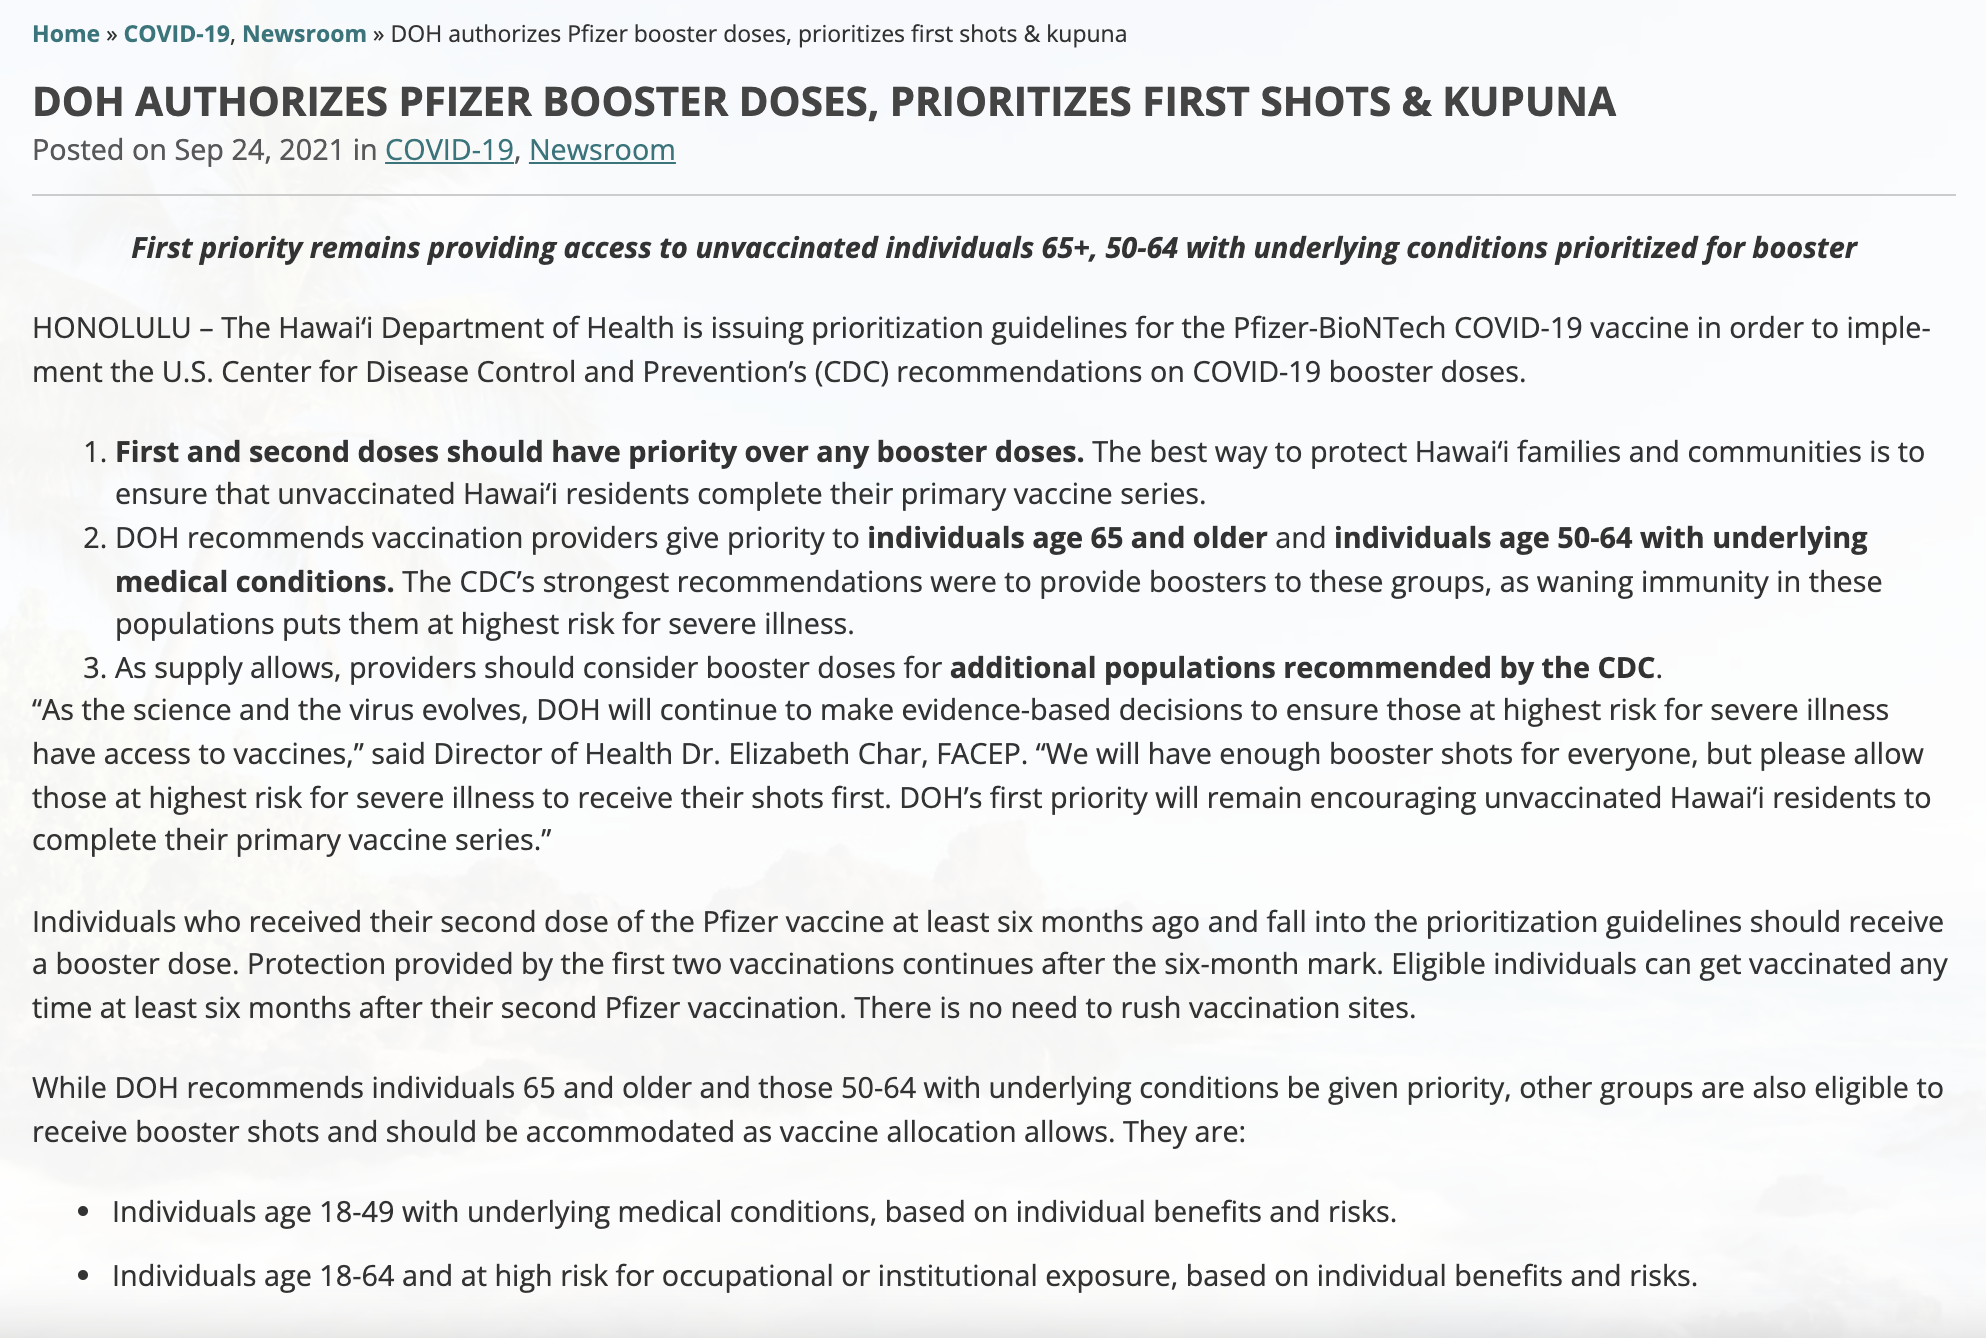 Home » COVID-19, Newsroom » DOH authorizes Pfizer booster doses, prioritizes first shots & kupuna
DOH AUTHORIZES PFIZER BOOSTER DOSES, PRIORITIZES FIRST SHOTS & KUPUNA
Posted on Sep 24, 2021 in COVID-19, Newsroom
First priority remains providing access to unvaccinated individuals 65+, 50-64 with underlying conditions prioritized for booster
HONOLULU – The Hawai‘i Department of Health is issuing prioritization guidelines for the Pfizer-BioNTech COVID-19 vaccine in order to imple-
ment the U.S. Center for Disease Control and Prevention’s (CDC) recommendations on COVID-19 booster doses.
1. First and second doses should have priority over any booster doses. The best way to protect Hawai‘i families and communities is to
ensure that unvaccinated Hawai‘i residents complete their primary vaccine series.
2. DOH recommends vaccination providers give priority to individuals age 65 and older and individuals age 50-64 with underlying
medical conditions. The CDC’s strongest recommendations were to provide boosters to these groups, as waning immunity in these
populations puts them at highest risk for severe illness.
3. As supply allows, providers should consider booster doses for additional populations recommended by the CDC.
“As the science and the virus evolves, DOH will continue to make evidence-based decisions to ensure those at highest risk for severe illness
have access to vaccines,” said Director of Health Dr. Elizabeth Char, FACEP. “We will have enough booster shots for everyone, but please allow
those at highest risk for severe illness to receive their shots first. DOH’s first priority will remain encouraging unvaccinated Hawai‘i residents to
complete their primary vaccine series.”
Individuals who received their second dose of the Pfizer vaccine at least six months ago and fall into the prioritization guidelines should receive
a booster dose. Protection provided by the first two vaccinations continues after the six-month mark. Eligible individuals can get vaccinated any
time at least six months after their second Pfizer vaccination. There is no need to rush vaccination sites.
While DOH recommends individuals 65 and older and those 50-64 with underlying conditions be given priority, other groups are also eligible to
receive booster shots and should be accommodated as vaccine allocation allows. They are:
• Individuals age 18-49 with underlying medical conditions, based on individual benefits and risks.
• Individuals age 18-64 and at high risk for occupational or institutional exposure, based on individual benefits and risks.